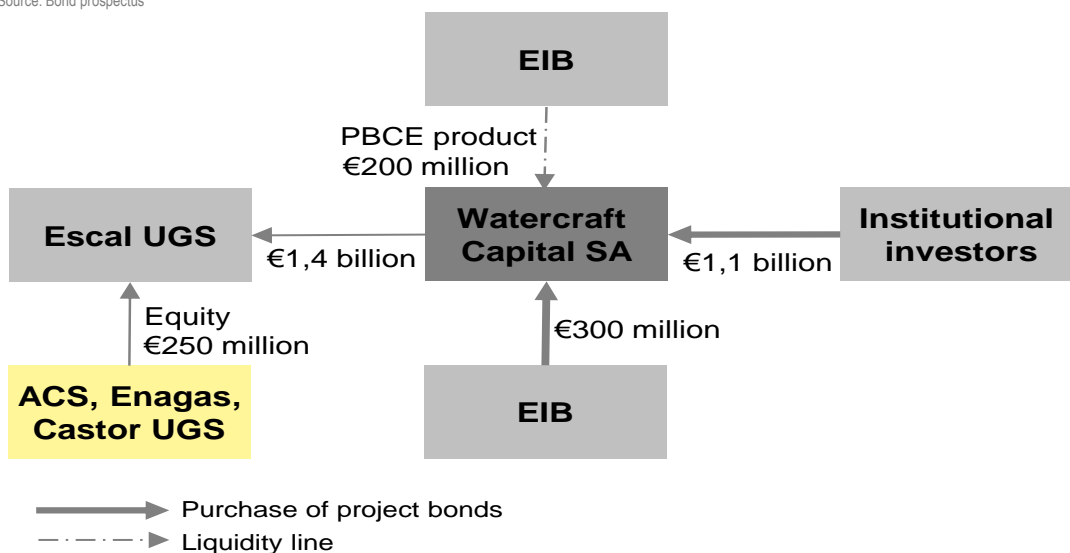 Source: Bond prospectus
EIB
PBCE product
€200 million
Escal UGS
Watercraft
Capital SA
Institutional
investors
€1,4 billion
€1,1 billion
Equity
€250 million
€300 million
ACS, Enagas,
Castor UGS
EIB
Purchase of project bonds
Liquidity line